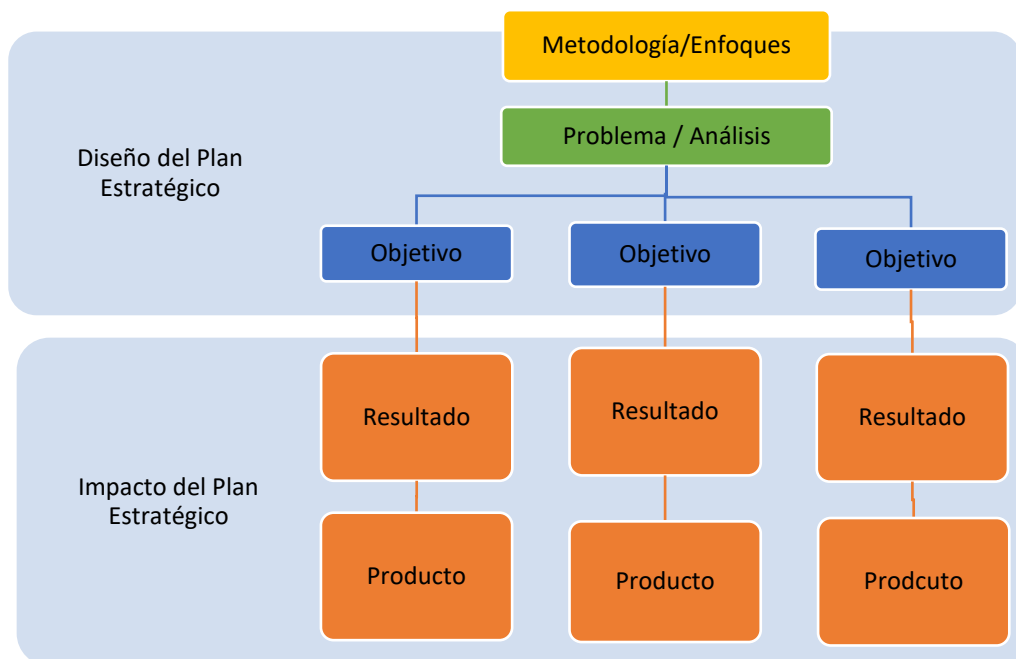 Metodología/Enfoques
Problema / Análisis
Diseño del Plan
Estratégico
Objetivo
Objetivo
Objetivo
Resultado
Resultado
Resultado
Impacto del Plan
Estratégico
Producto
Producto
Prodcuto